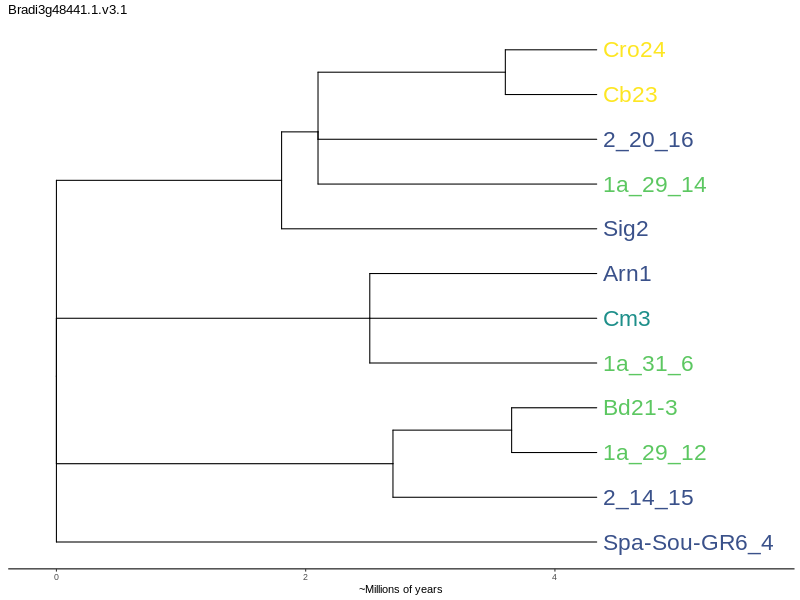 Bradi3g48441.1.v3.1
Cro24
Cb23
2_20_16
1a_29_14
Sig2
Arn1
Cm3
1a_31_6
Bd21-3
1a_29_12
2_14_15
Spa-Sou-GR6_4
0 2 4
~Millions of years